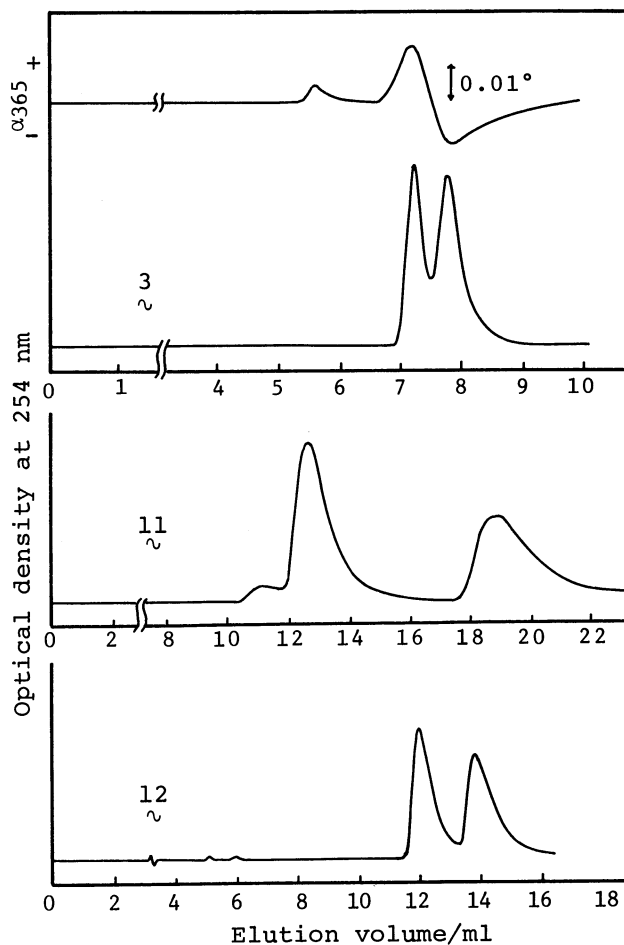 α365 +
−
0.01°
3
~
0 1 4 5 6 7 8 9 10
11
~
0 2 8 10 12 14 16 18 20 22
12
~
0 2 4 6 8 10 12 14 16 18
Optical density at 254 nm
Elution volume/ml